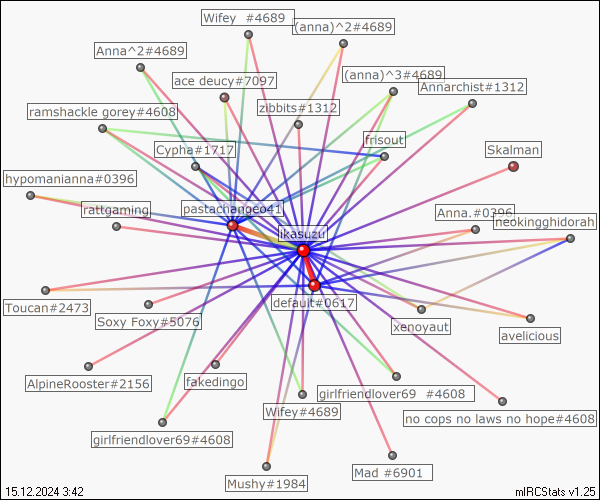 Wifey  #4689
(anna)^2#4689
Anna^2#4689
ace deucy#7097
(anna)^3#4689
Annarchist#1312
zibbits#1312
ramshackle gorey#4608
frisout
Cypha#1717
Skalman
hypomanianna#0396
rattgaming
pastachangeo41
Anna.#0396
neokingghidorah
ikasuzu
default#0617
Toucan#2473
Soxy Foxy#5076
xenoyaut
avelicious
AlpineRooster#2156
fakedingo
girlfriendlover69  #4608
Wifey#4689
no cops no laws no hope#4608
girlfriendlover69#4608
Mad #6901
Mushy#1984
15.12.2024 3:42
mIRCStats v1.25